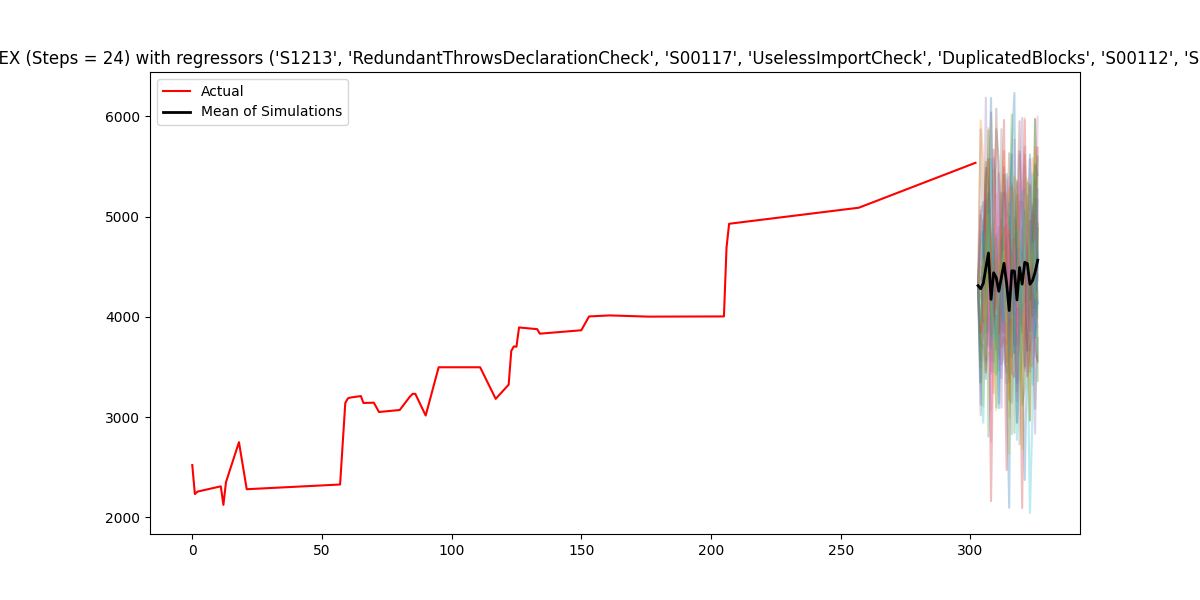 EX (Steps = 24) with regressors ('S1213', 'RedundantThrowsDeclarationCheck', 'S00117', 'UselessImportCheck', 'DuplicatedBlocks', 'S00112', 'S
Actual
Mean of Simulations
6000
5000
4000
3000
2000
0 50 100 150 200 250 300